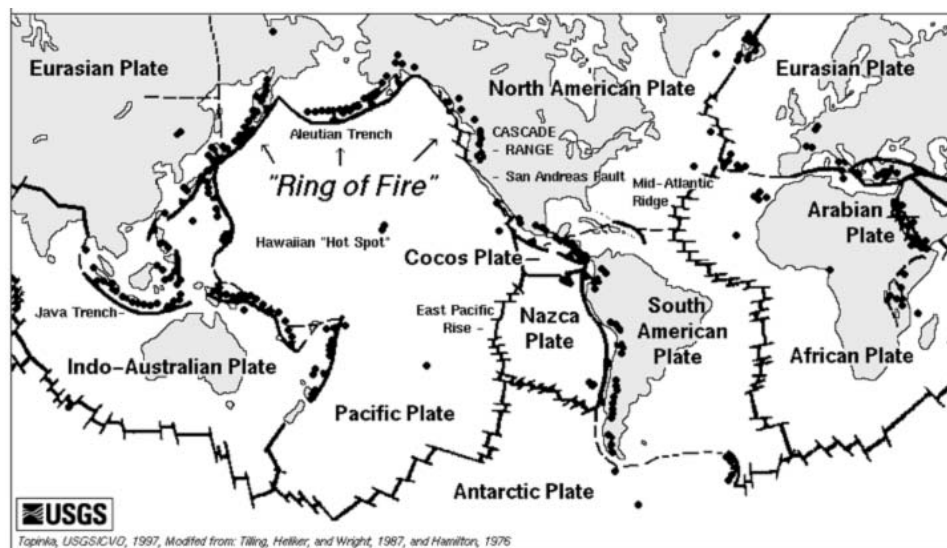 Eurasian Plate
North American Plate
Eurasian Plate
Aleutian Trench
CASCADE
- RANGE
"Ring of Fire"
- San Andreas Fault
Mid-Atlantic
Ridge
Arabian
Plate
Hawaiian "Hot Spot"
Cocos Plate
Java Trench
East Pacific
Rise -
Nazca
Plate
South
American
Plate
Indo-Australian Plate
African Plate
Pacific Plate
Antarctic Plate
USGS
Topinka, USGS/CVO, 1997, Modified from: Tilling, Heliker, and Wright, 1987, and Hamilton, 1976